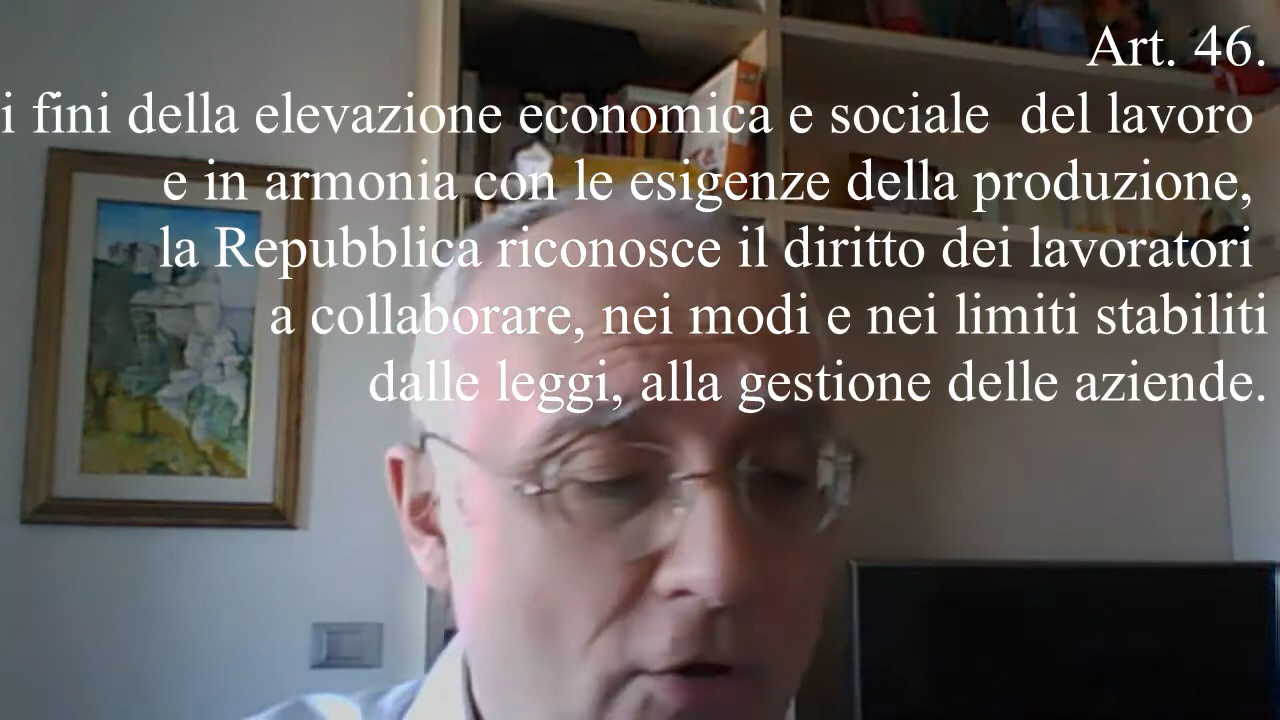 Art. 46.
i fini della elevazione economica e sociale del lavoro
e in armonia con le esigenze della produzione,
la Repubblica riconosce il diritto dei lavoratori
a collaborare, nei modi e nei limiti stabiliti
dalle leggi, alla gestione delle aziende.